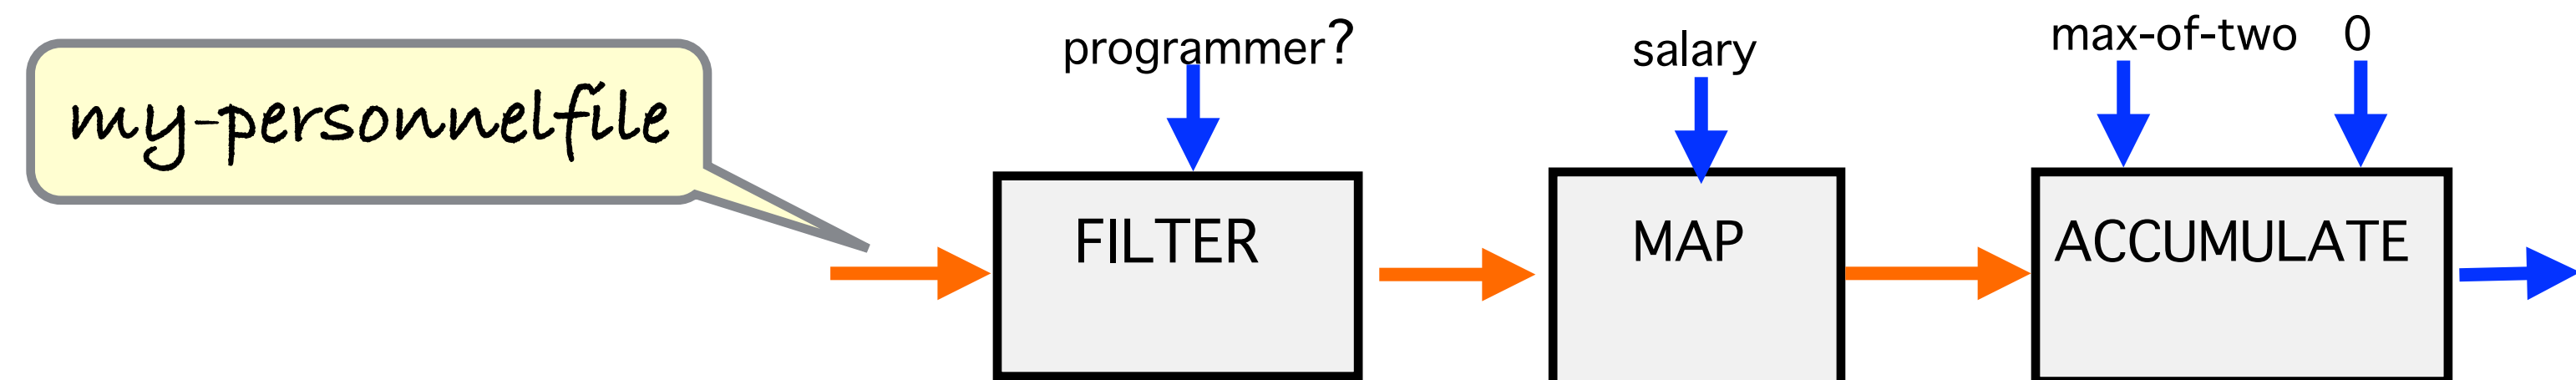 my-personnelfile
programmer?
salary
max-of-two 0
FILTER
MAP
ACCUMULATE